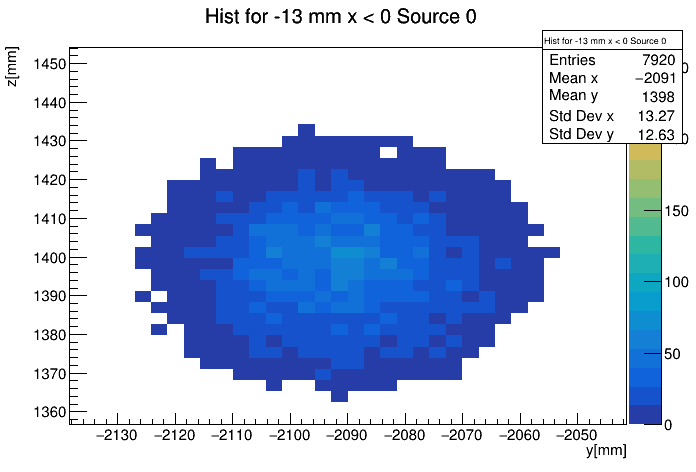 Hist for -13 mm x < 0 Source 0
z[mm]
Hist for -13 mm x < 0 Source 0
Entries 7920
Mean x −2091
Mean y 1398
Std Dev x 13.27
Std Dev y 12.63
1450
1440
1430
1420
1410
1400
1390
1380
1370
1360
150
100
50
0
−2130 −2120 −2110 −2100 −2090 −2080 −2070 −2060 −2050
y[mm]